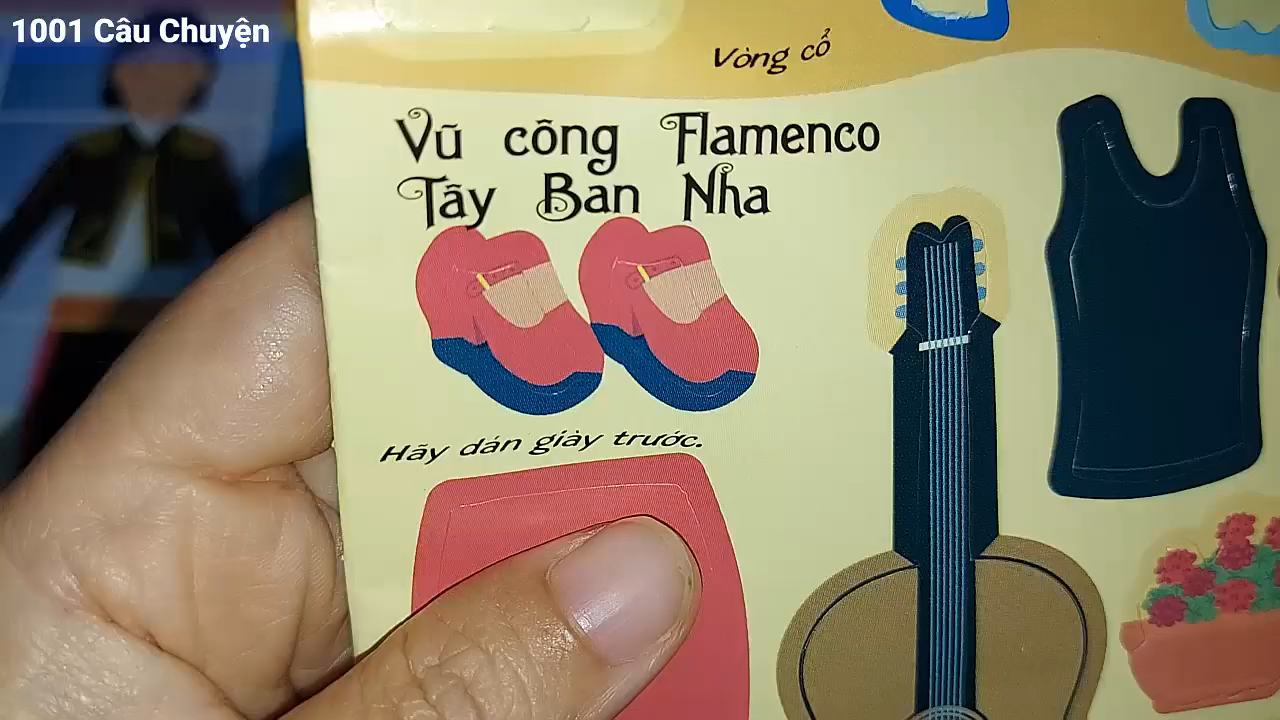 1001 Câu Chuyện
Vòng cổ
Vũ công Flamenco
Tây Ban Nha
Hãy dán giày trước.